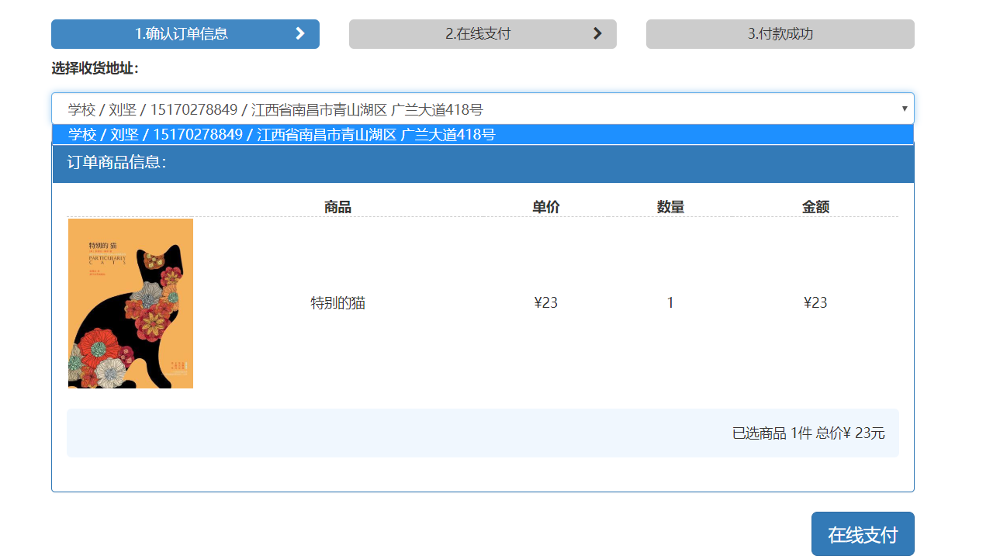 1.确认订单信息
2.在线支付
3.付款成功
选择收货地址：
学校 / 刘坚 / 15170278849 / 江西省南昌市青山湖区 广兰大道418号
学校 / 刘坚 / 15170278849 / 江西省南昌市青山湖区 广兰大道418号
订单商品信息：
商品 单价 数量 金额
特别的 猫
PARTICULARLY
CATS
特别的猫 ¥23 1 ¥23
已选商品 1件 总价¥ 23元
在线支付